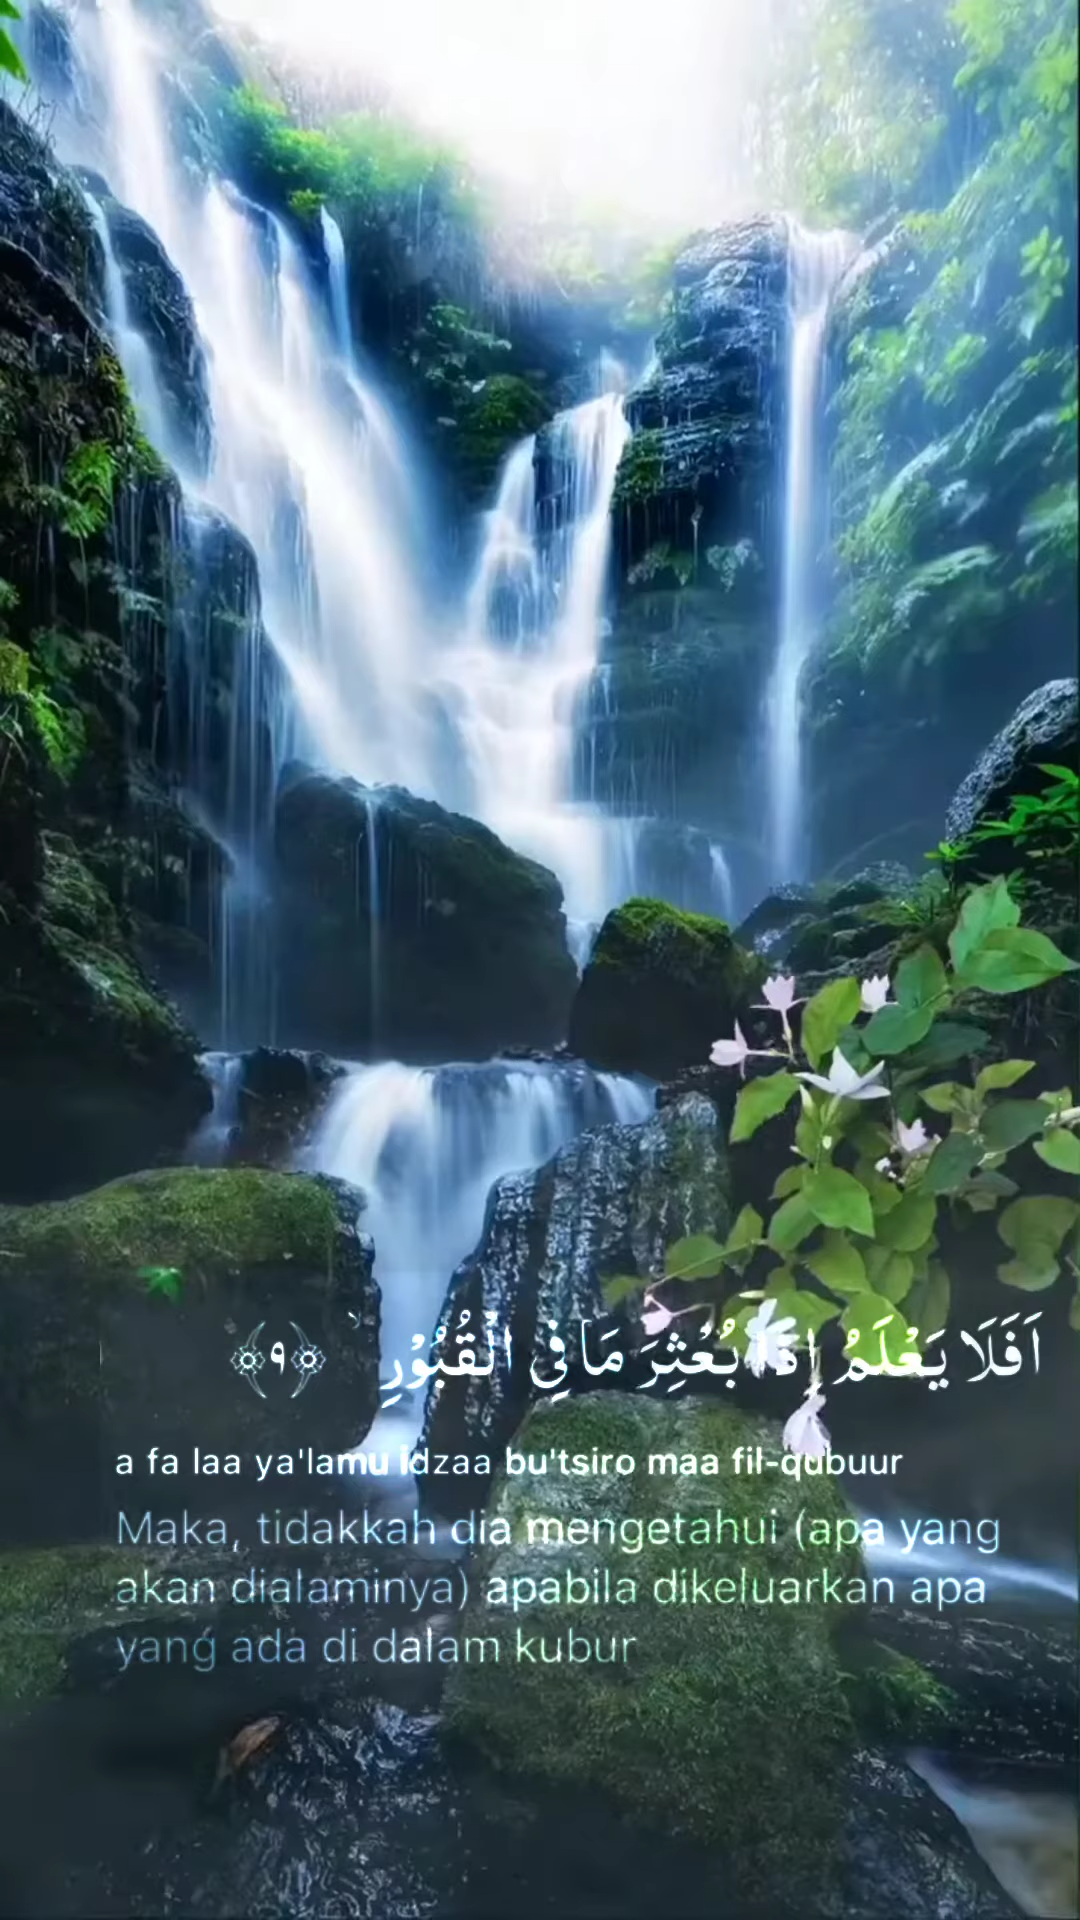 اَفَلَا يَعْلَمُ اِذَا بُعْثِرَ مَا فِى الْقُبُوْرِۙ ﴿٩﴾
a fa laa ya'lamu idzaa bu'tsiro maa fil-qubuur
Maka, tidakkah dia mengetahui (apa yang
akan dialaminya) apabila dikeluarkan apa
yang ada di dalam kubur